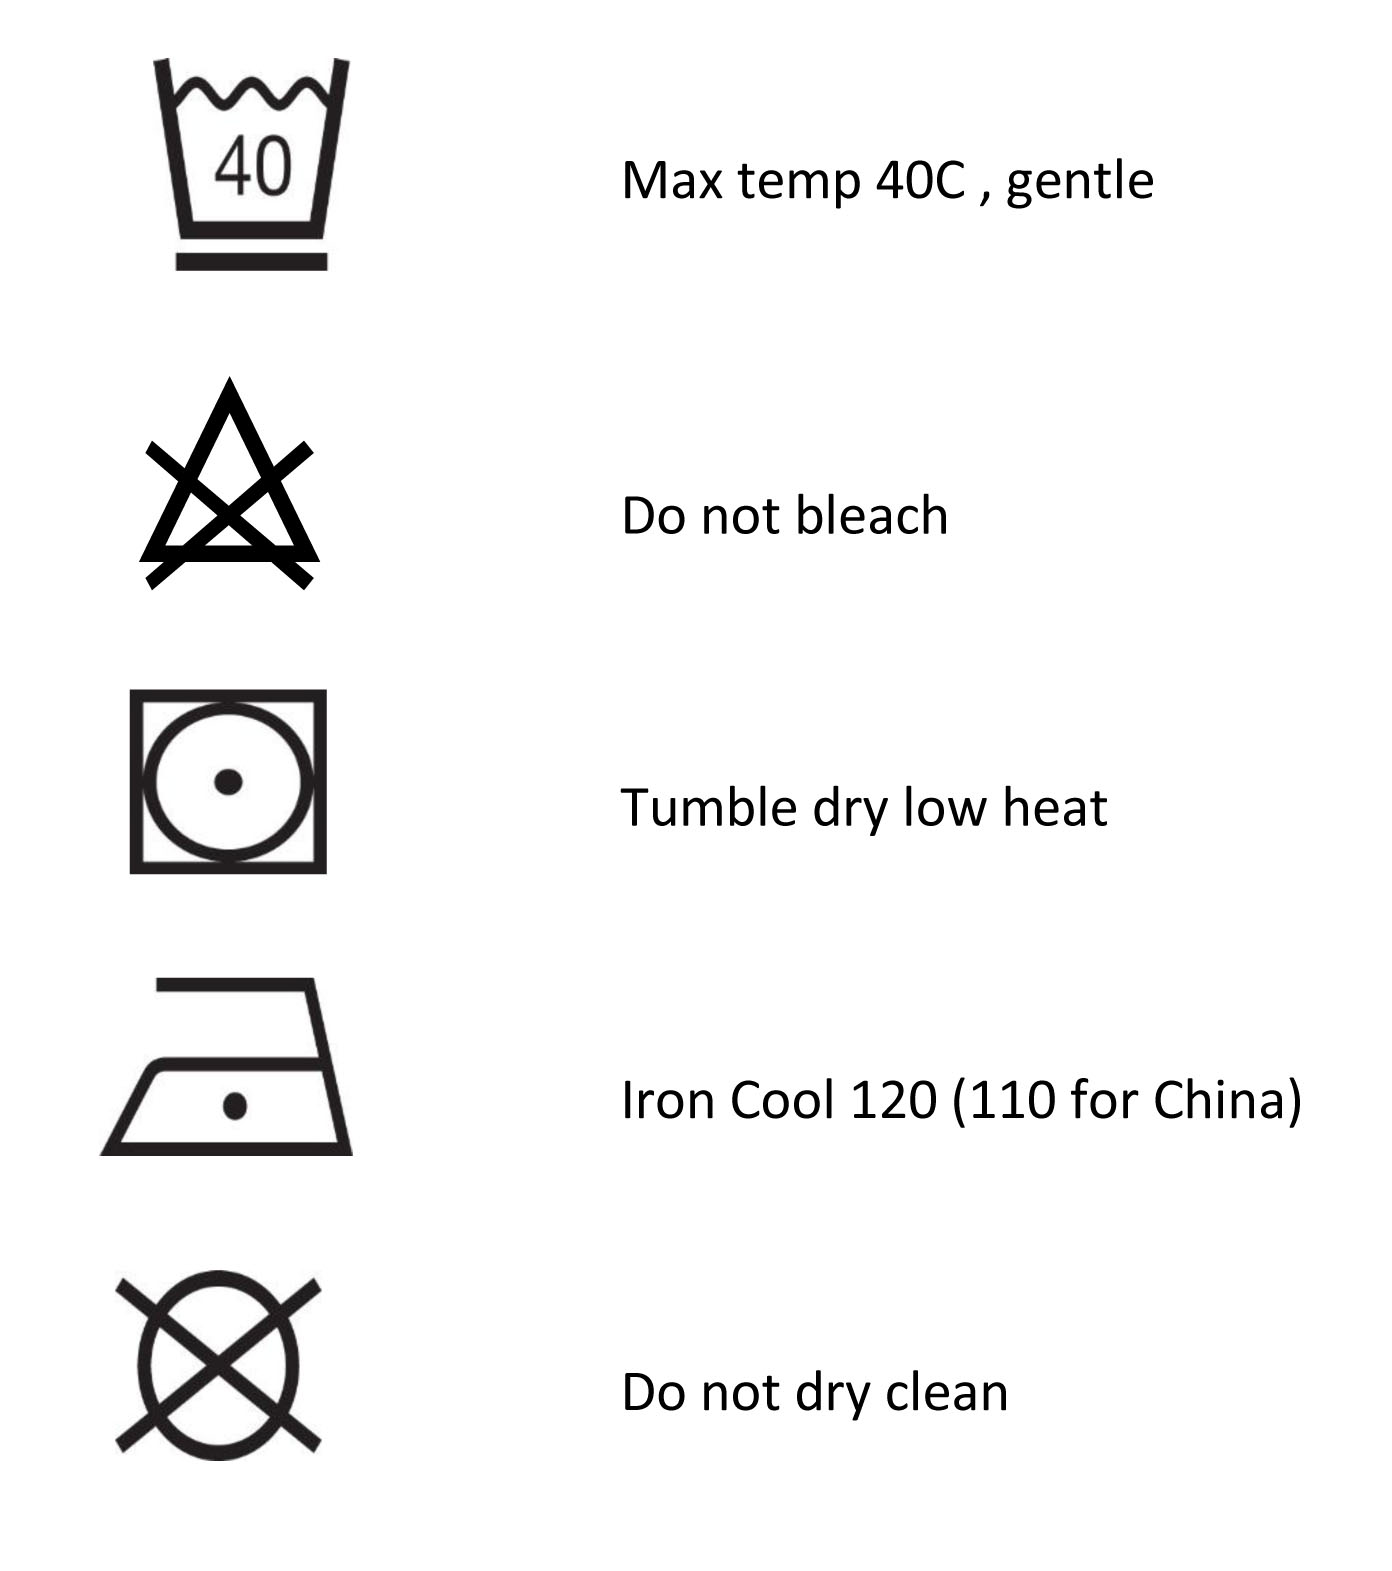 40
Max temp 40C , gentle
Do not bleach
Tumble dry low heat
Iron Cool 120 (110 for China)
Do not dry clean